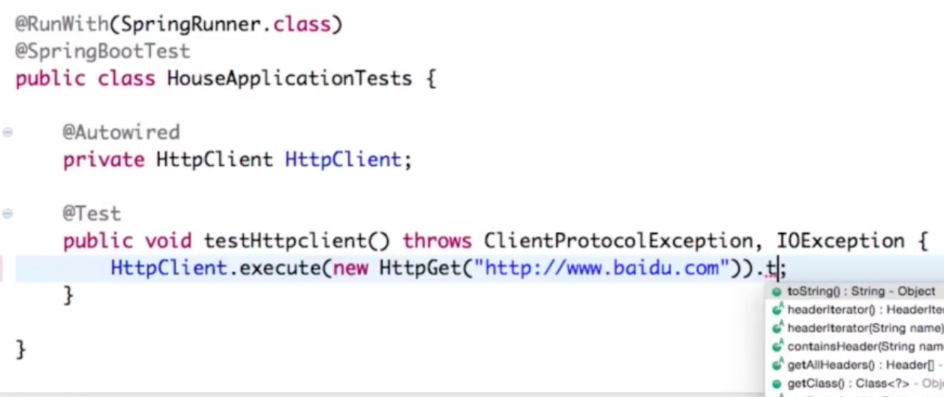 @RunWith(SpringRunner.class)
@SpringBootTest
public class HouseApplicationTests {
@Autowired
private HttpClient HttpClient;
@Test
public void testHttpclient() throws ClientProtocolException, IOException {
HttpClient.execute(new HttpGet("http://www.baidu.com")).t;
}
}
toString() : String - Object
headerIterator() : HeaderIte
headerIterator(String name)
containsHeader(String nam
getAllHeaders() : Header[] -
getClass() : Class<?> - Obj